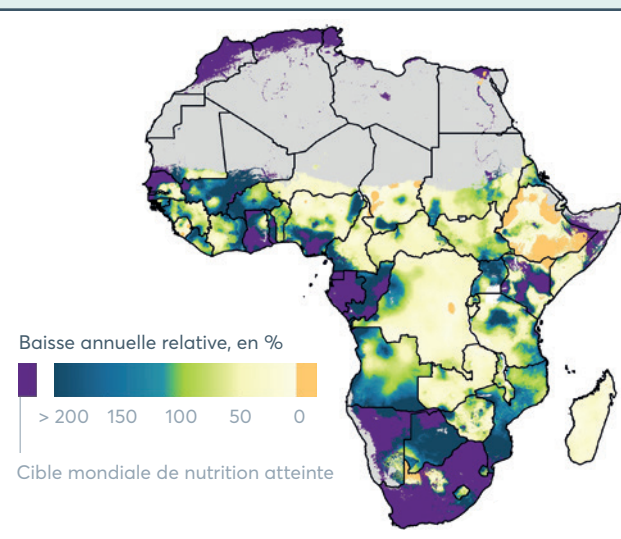 Baisse annuelle relative, en %
> 200 150 100 50 0
Cible mondiale de nutrition atteinte